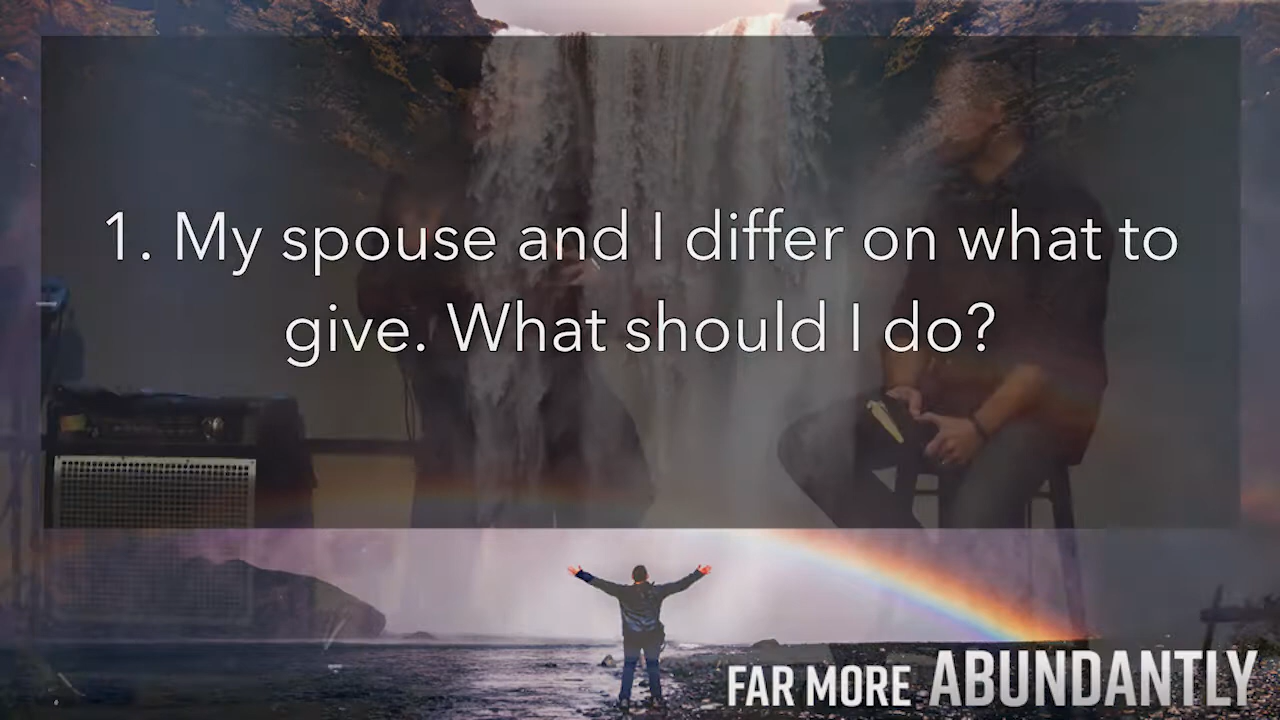 1. My spouse and I differ on what to
give. What should I do?
FAR MORE ABUNDANTLY